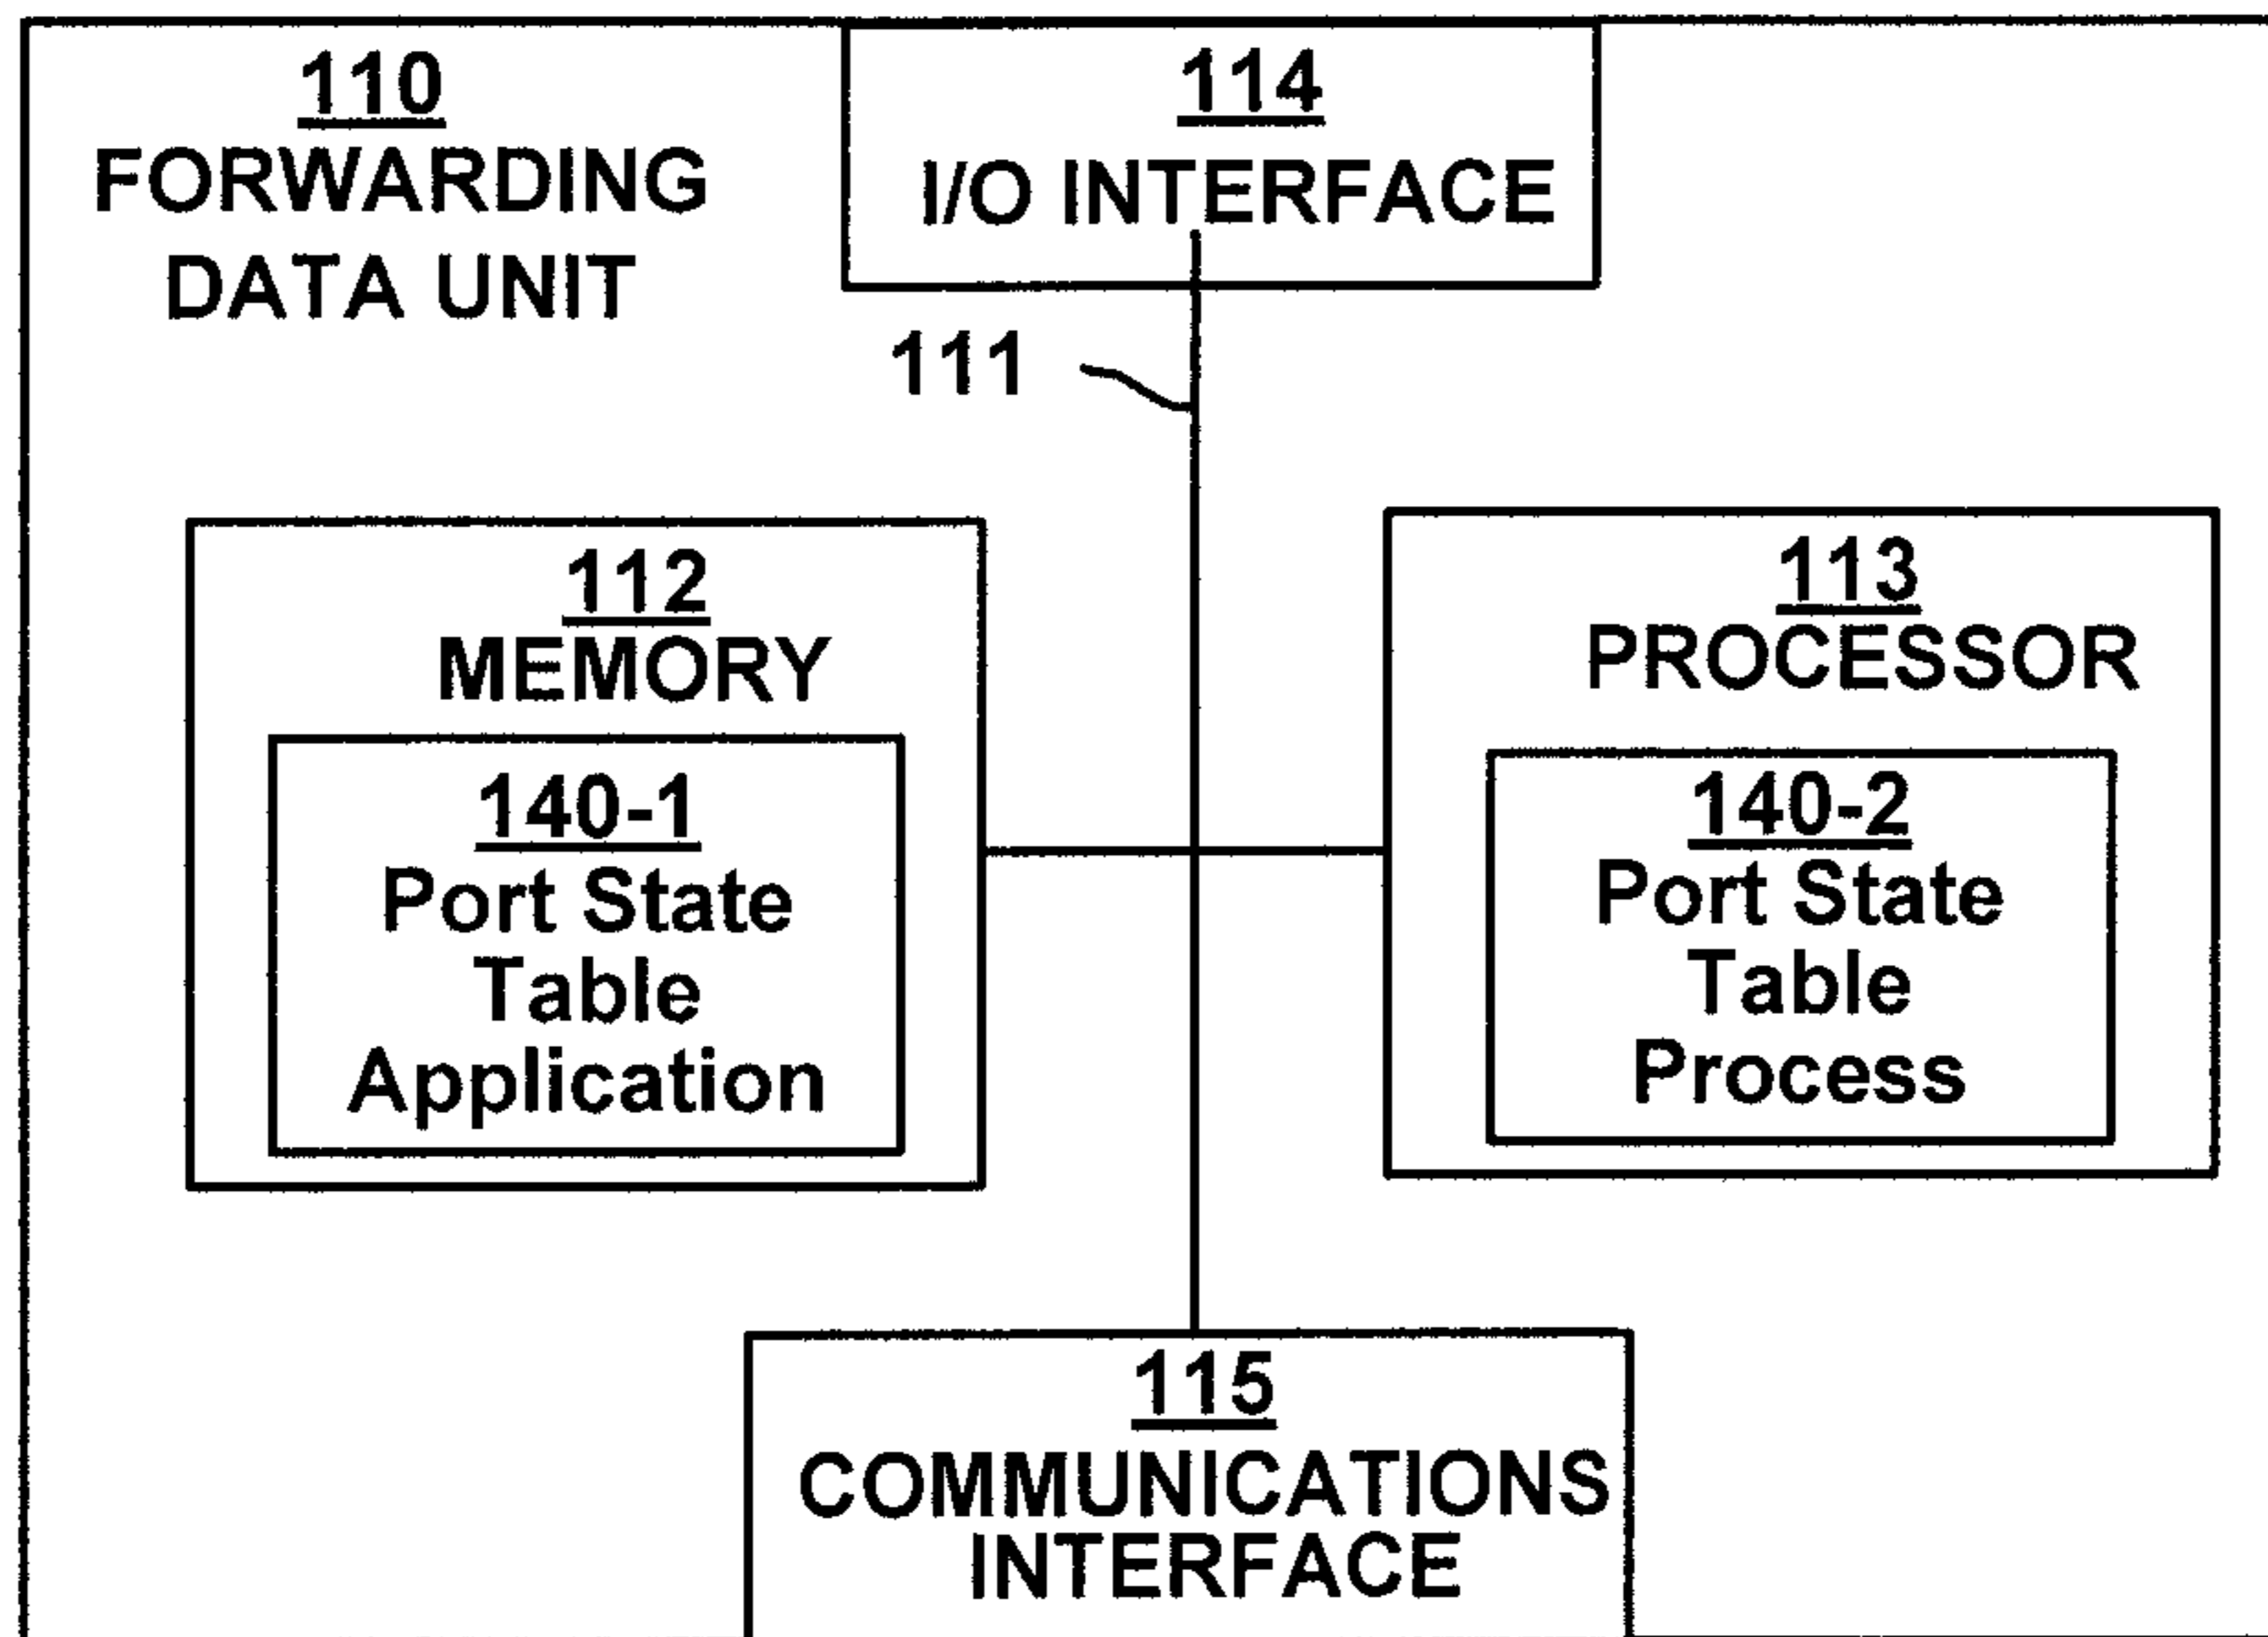 110
FORWARDING
DATA UNIT
114
I/O INTERFACE
111
112
MEMORY
140-1
Port State
Table
Application
113
PROCESSOR
140-2
Port State
Table
Process
115
COMMUNICATIONS
INTERFACE